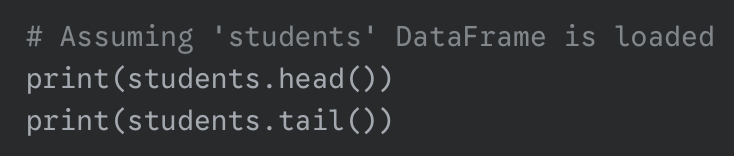 # Assuming 'students' DataFrame is loaded
print(students.head())
print(students.tail())